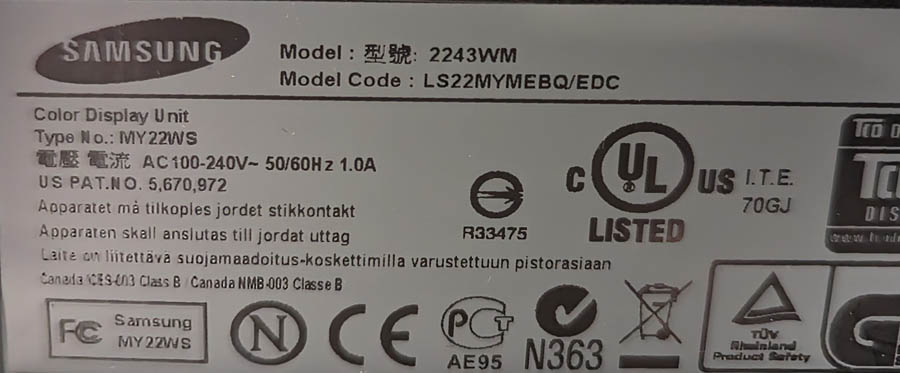 SAMSUNG
Model : 型號: 2243WM
Model Code : LS22MYMEBQ/EDC
Color Display Unit
Type No.: MY22WS
電壓 電流 AC100-240V~ 50/60Hz 1.0A
US PAT.NO. 5,670,972
Apparatet må tilkoples jordet stikkontakt
Apparaten skall anslutas till jordat uttag
Laite on liitettävä suojamaadoitus-koskettimilla varustettuun pistorasiaan
Canada ICES-003 Class B / Canada NMB-003 Classe B
R33475
C UL US
LISTED
I.T.E.
70GJ
TCO
DIS
FC
Samsung
MY22WS
N
CE
PCT
AE95
N363
TÜV
Rheinland
Product Safety